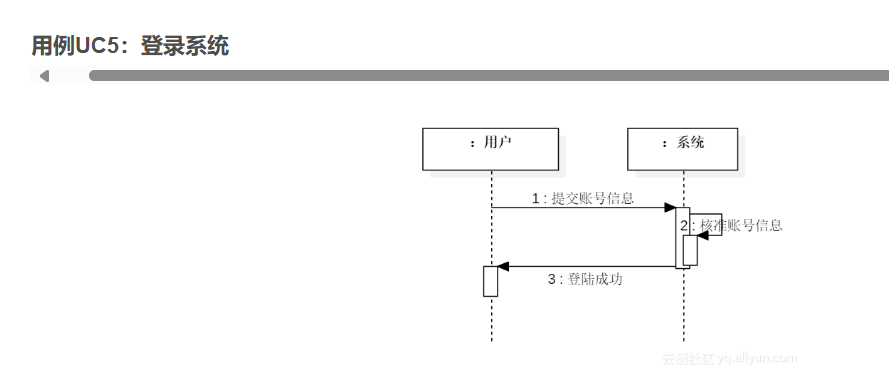 用例UC5：登录系统
：用户
：系统
1 : 提交账号信息
2 : 核准账号信息
3 : 登陆成功
云栖社区 yq.aliyun.com